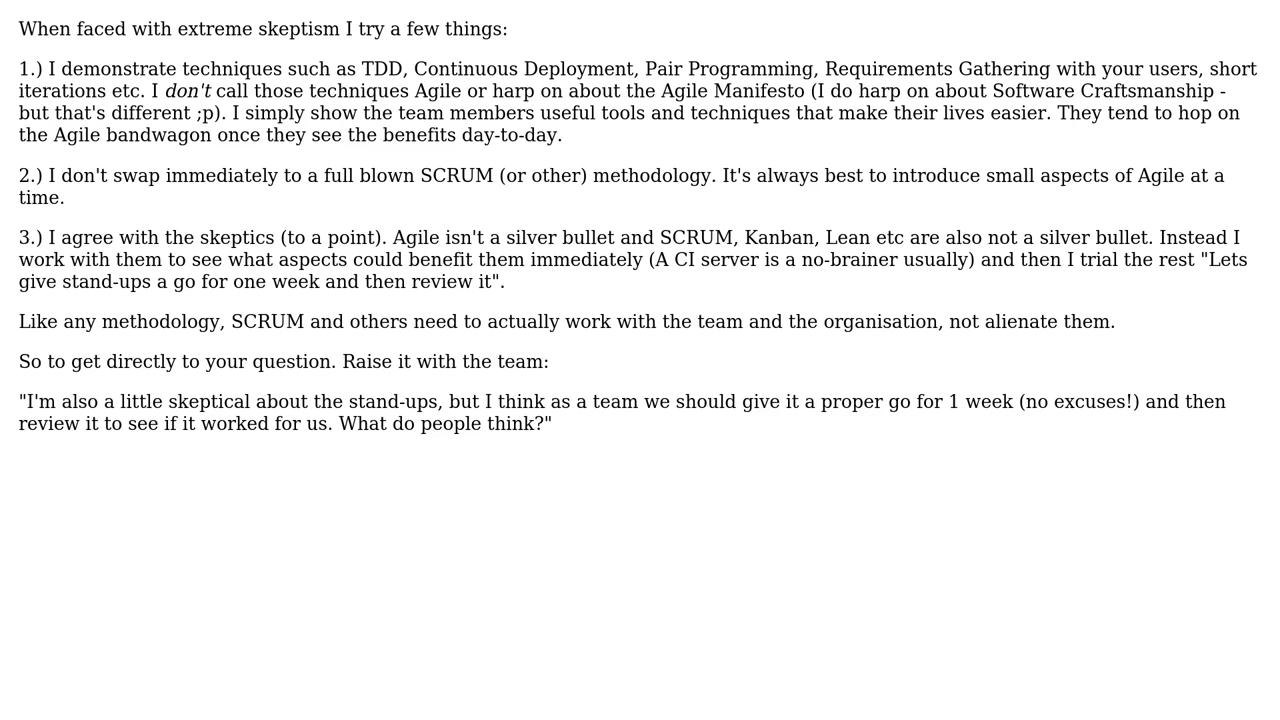 When faced with extreme skeptism I try a few things:
1.) I demonstrate techniques such as TDD, Continuous Deployment, Pair Programming, Requirements Gathering with your users, short
iterations etc. I don't call those techniques Agile or harp on about the Agile Manifesto (I do harp on about Software Craftsmanship -
but that's different ;p). I simply show the team members useful tools and techniques that make their lives easier. They tend to hop on
the Agile bandwagon once they see the benefits day-to-day.
2.) I don't swap immediately to a full blown SCRUM (or other) methodology. It's always best to introduce small aspects of Agile at a
time.
3.) I agree with the skeptics (to a point). Agile isn't a silver bullet and SCRUM, Kanban, Lean etc are also not a silver bullet. Instead I
work with them to see what aspects could benefit them immediately (A CI server is a no-brainer usually) and then I trial the rest "Lets
give stand-ups a go for one week and then review it".
Like any methodology, SCRUM and others need to actually work with the team and the organisation, not alienate them.
So to get directly to your question. Raise it with the team:
"I'm also a little skeptical about the stand-ups, but I think as a team we should give it a proper go for 1 week (no excuses!) and then
review it to see if it worked for us. What do people think?"